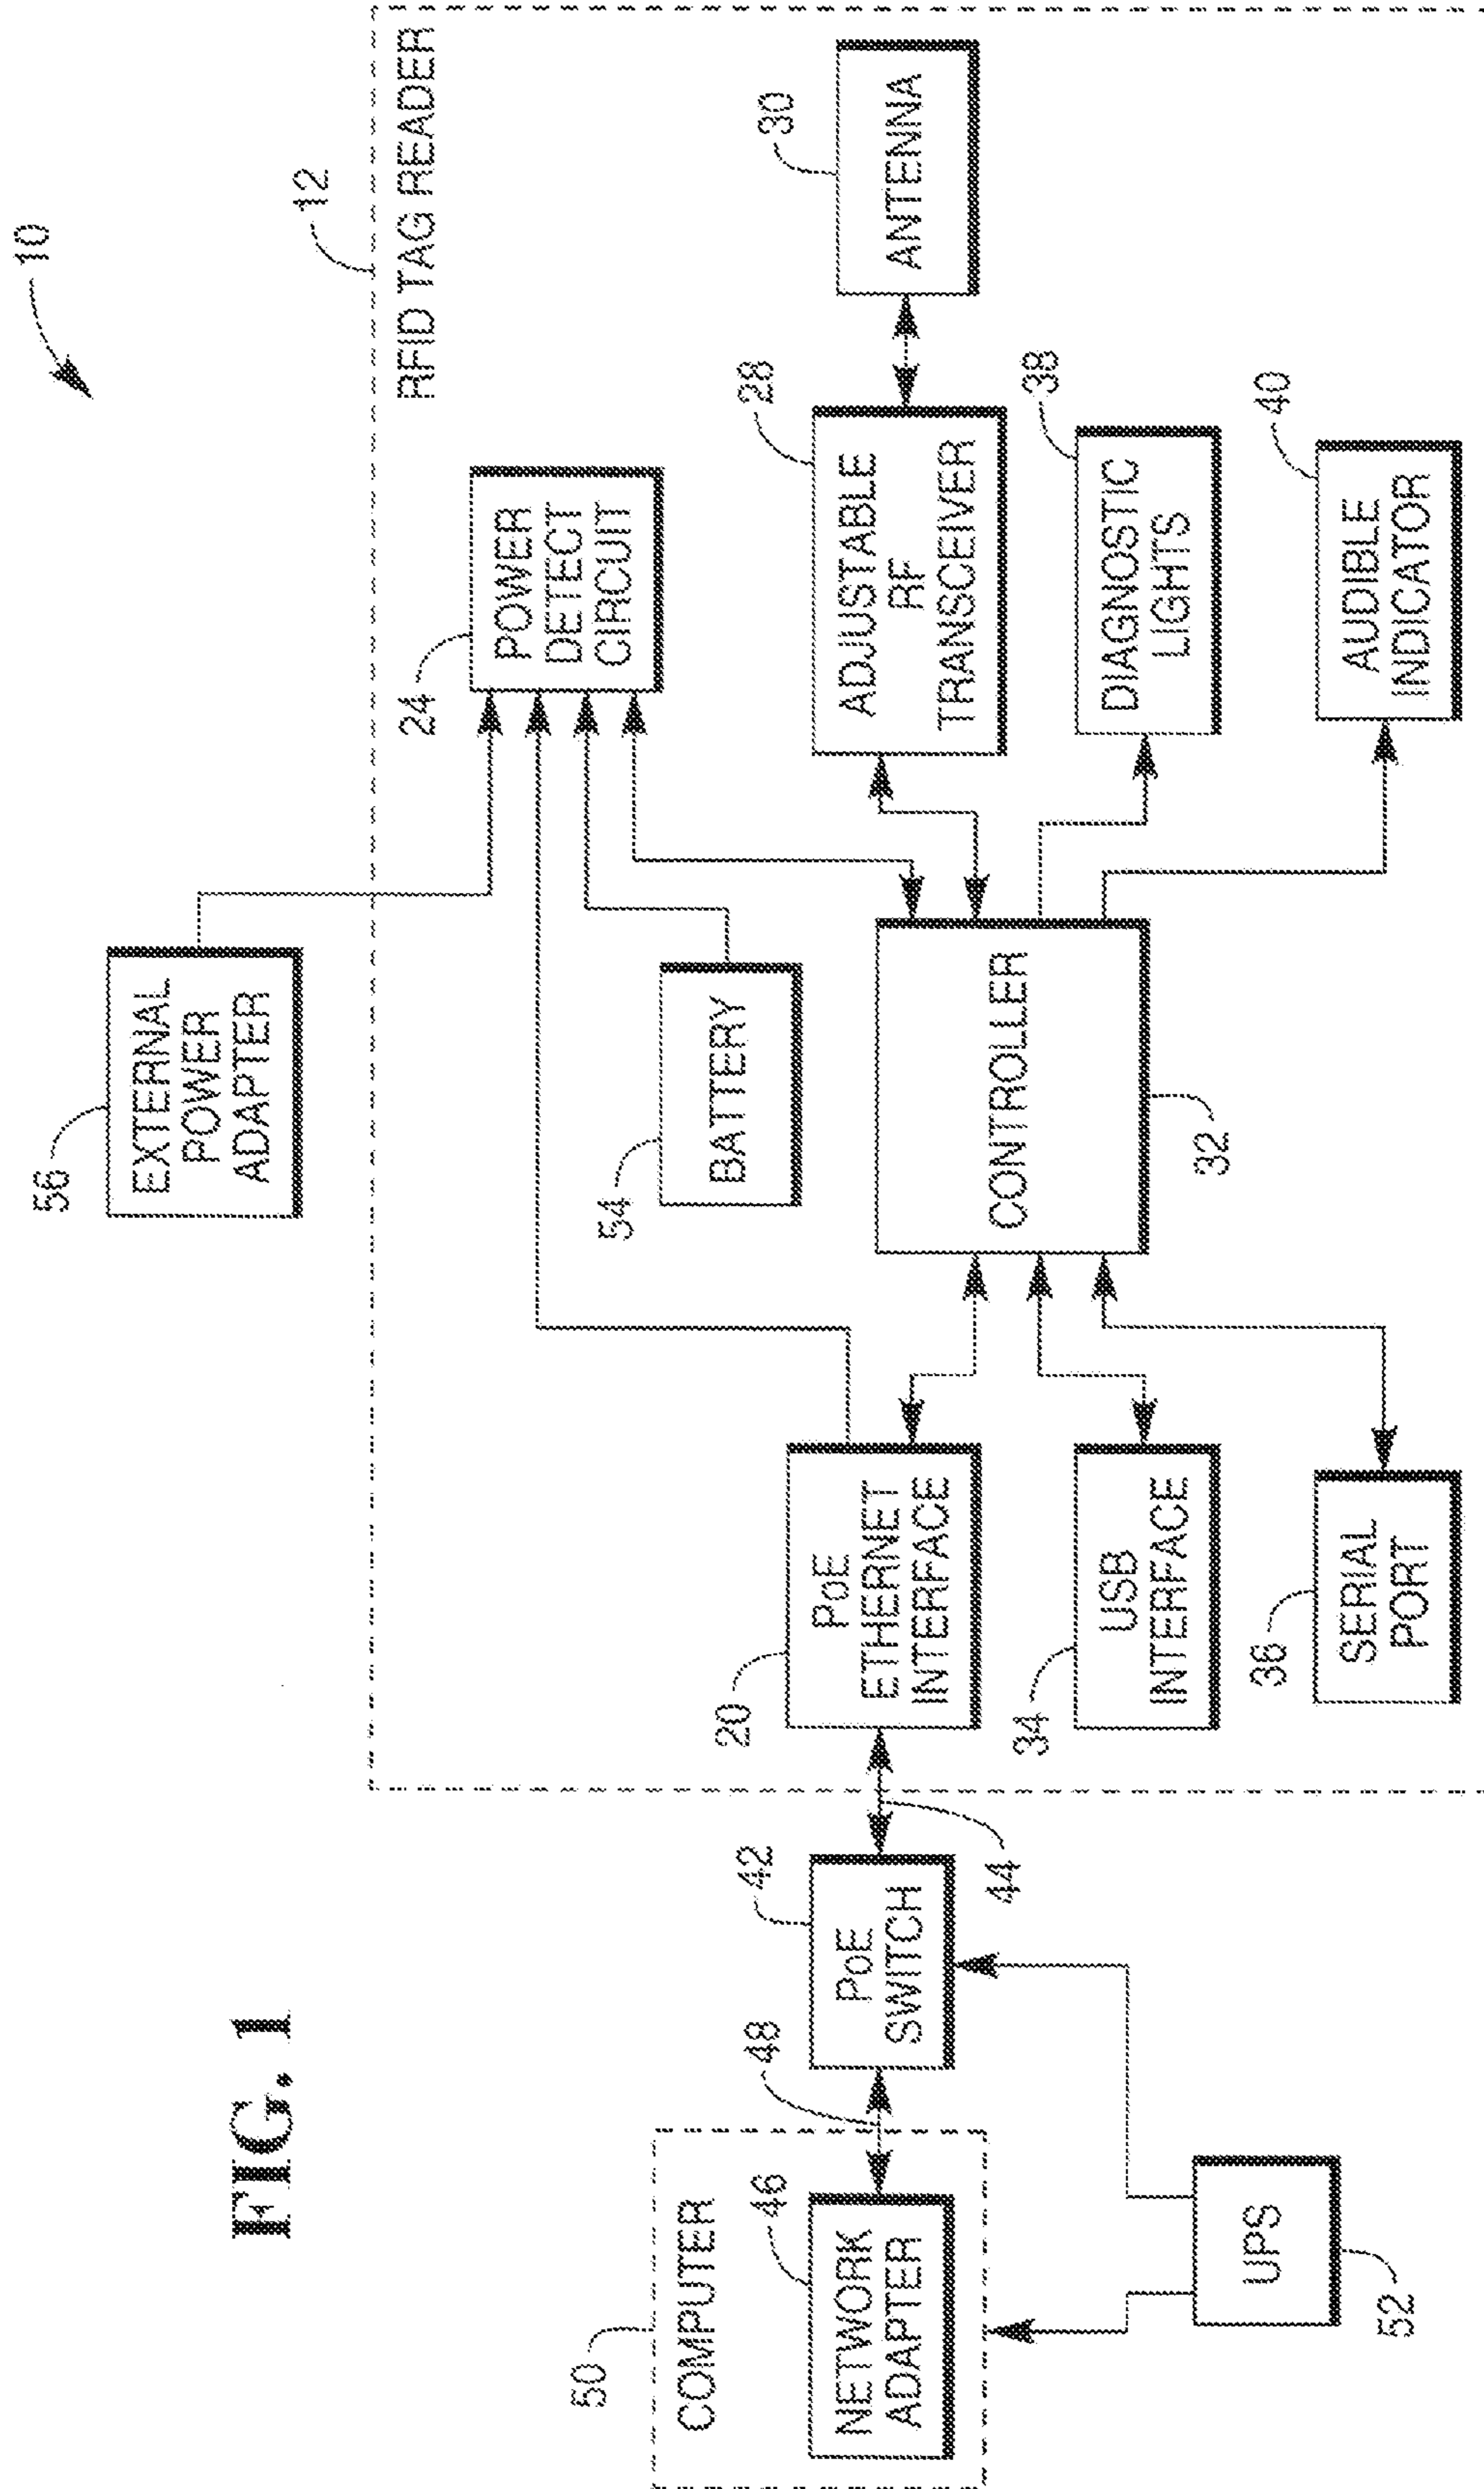 FIG. 1
10
56
EXTERNAL
POWER
ADAPTER
12
RFID TAG READER
24
POWER
DETECT
CIRCUIT
54
BATTERY
50
COMPUTER
46
NETWORK
ADAPTER
48
42
PoE
SWITCH
44
20
PoE
ETHERNET
INTERFACE
CONTROLLER
32
28
ADJUSTABLE
RF
TRANSCEIVER
30
ANTENNA
34
USB
INTERFACE
38
DIAGNOSTIC
LIGHTS
UPS
52
36
SERIAL
PORT
40
AUDIBLE
INDICATOR